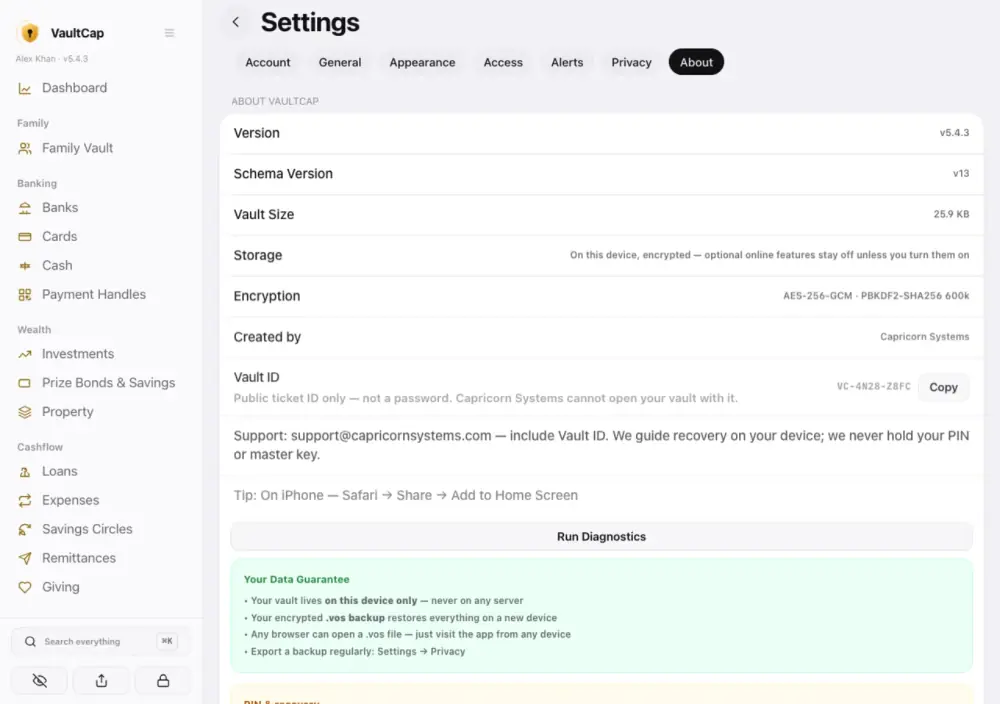 VaultCap
Alex Khan · v5.4.3
Dashboard
Family
Family Vault
Banking
Banks
Cards
Cash
Payment Handles
Wealth
Investments
Prize Bonds & Savings
Property
Cashflow
Loans
Expenses
Savings Circles
Remittances
Giving
Search everything ⌘K
Settings
Account General Appearance Access Alerts Privacy About
ABOUT VAULTCAP
Version v5.4.3
Schema Version v13
Vault Size 25.9 KB
Storage On this device, encrypted — optional online features stay off unless you turn them on
Encryption AES-256-GCM · PBKDF2-SHA256 600k
Created by Capricorn Systems
Vault ID
Public ticket ID only — not a password. Capricorn Systems cannot open your vault with it.
VC-4N28-Z8FC Copy
Support: support@capricornsystems.com — include Vault ID. We guide recovery on your device; we never hold your PIN
or master key.
Tip: On iPhone — Safari → Share → Add to Home Screen
Run Diagnostics
Your Data Guarantee
• Your vault lives on this device only — never on any server
• Your encrypted .vos backup restores everything on a new device
• Any browser can open a .vos file — just visit the app from any device
• Export a backup regularly: Settings → Privacy
PIN & recovery